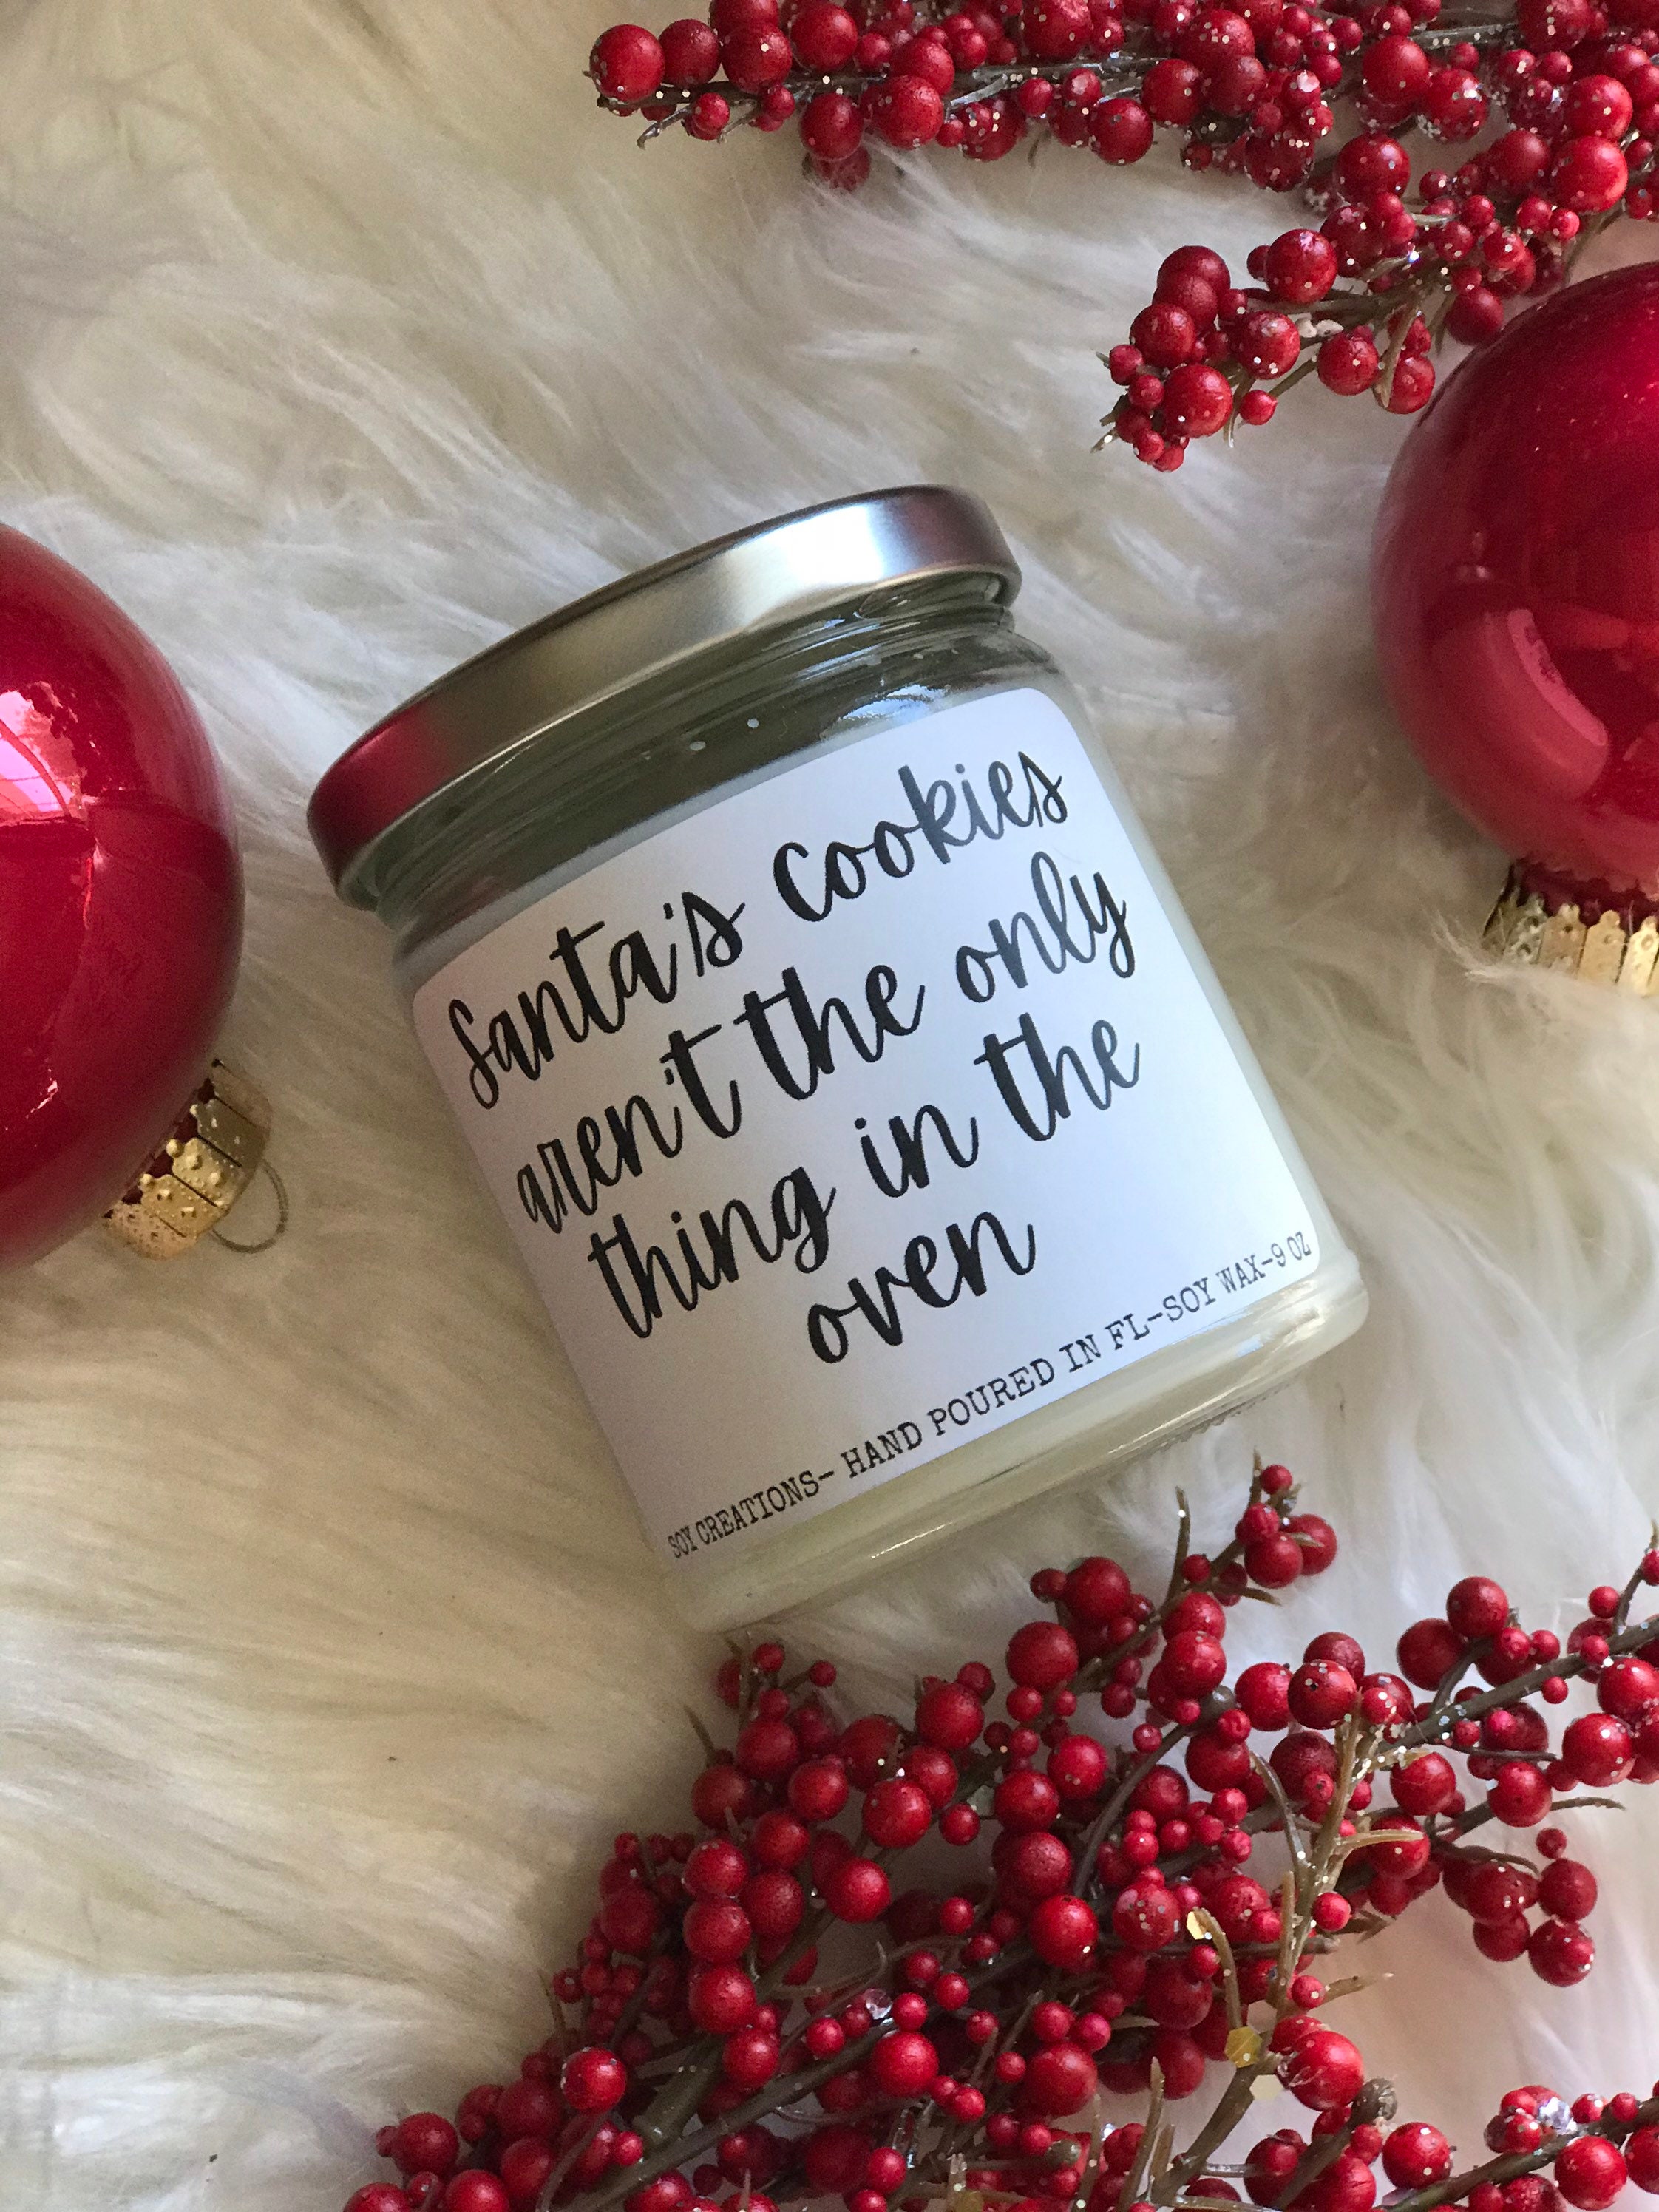 Santa's cookies
aren't the only
thing in the
oven
SOY CREATIONS- HAND POURED IN FL-SOY WAX-9 OZ